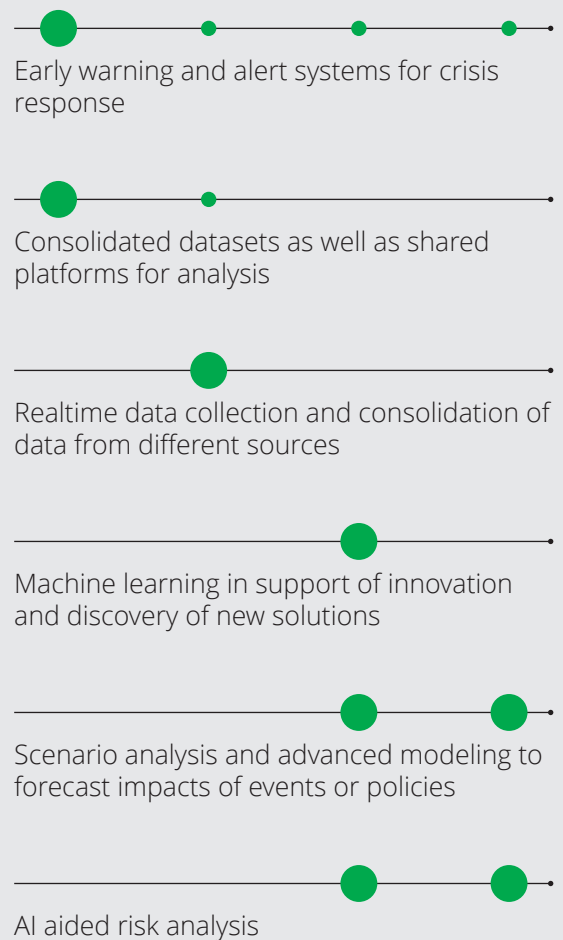 Early warning and alert systems for crisis
response
Consolidated datasets as well as shared
platforms for analysis
Realtime data collection and consolidation of
data from different sources
Machine learning in support of innovation
and discovery of new solutions
Scenario analysis and advanced modeling to
forecast impacts of events or policies
AI aided risk analysis